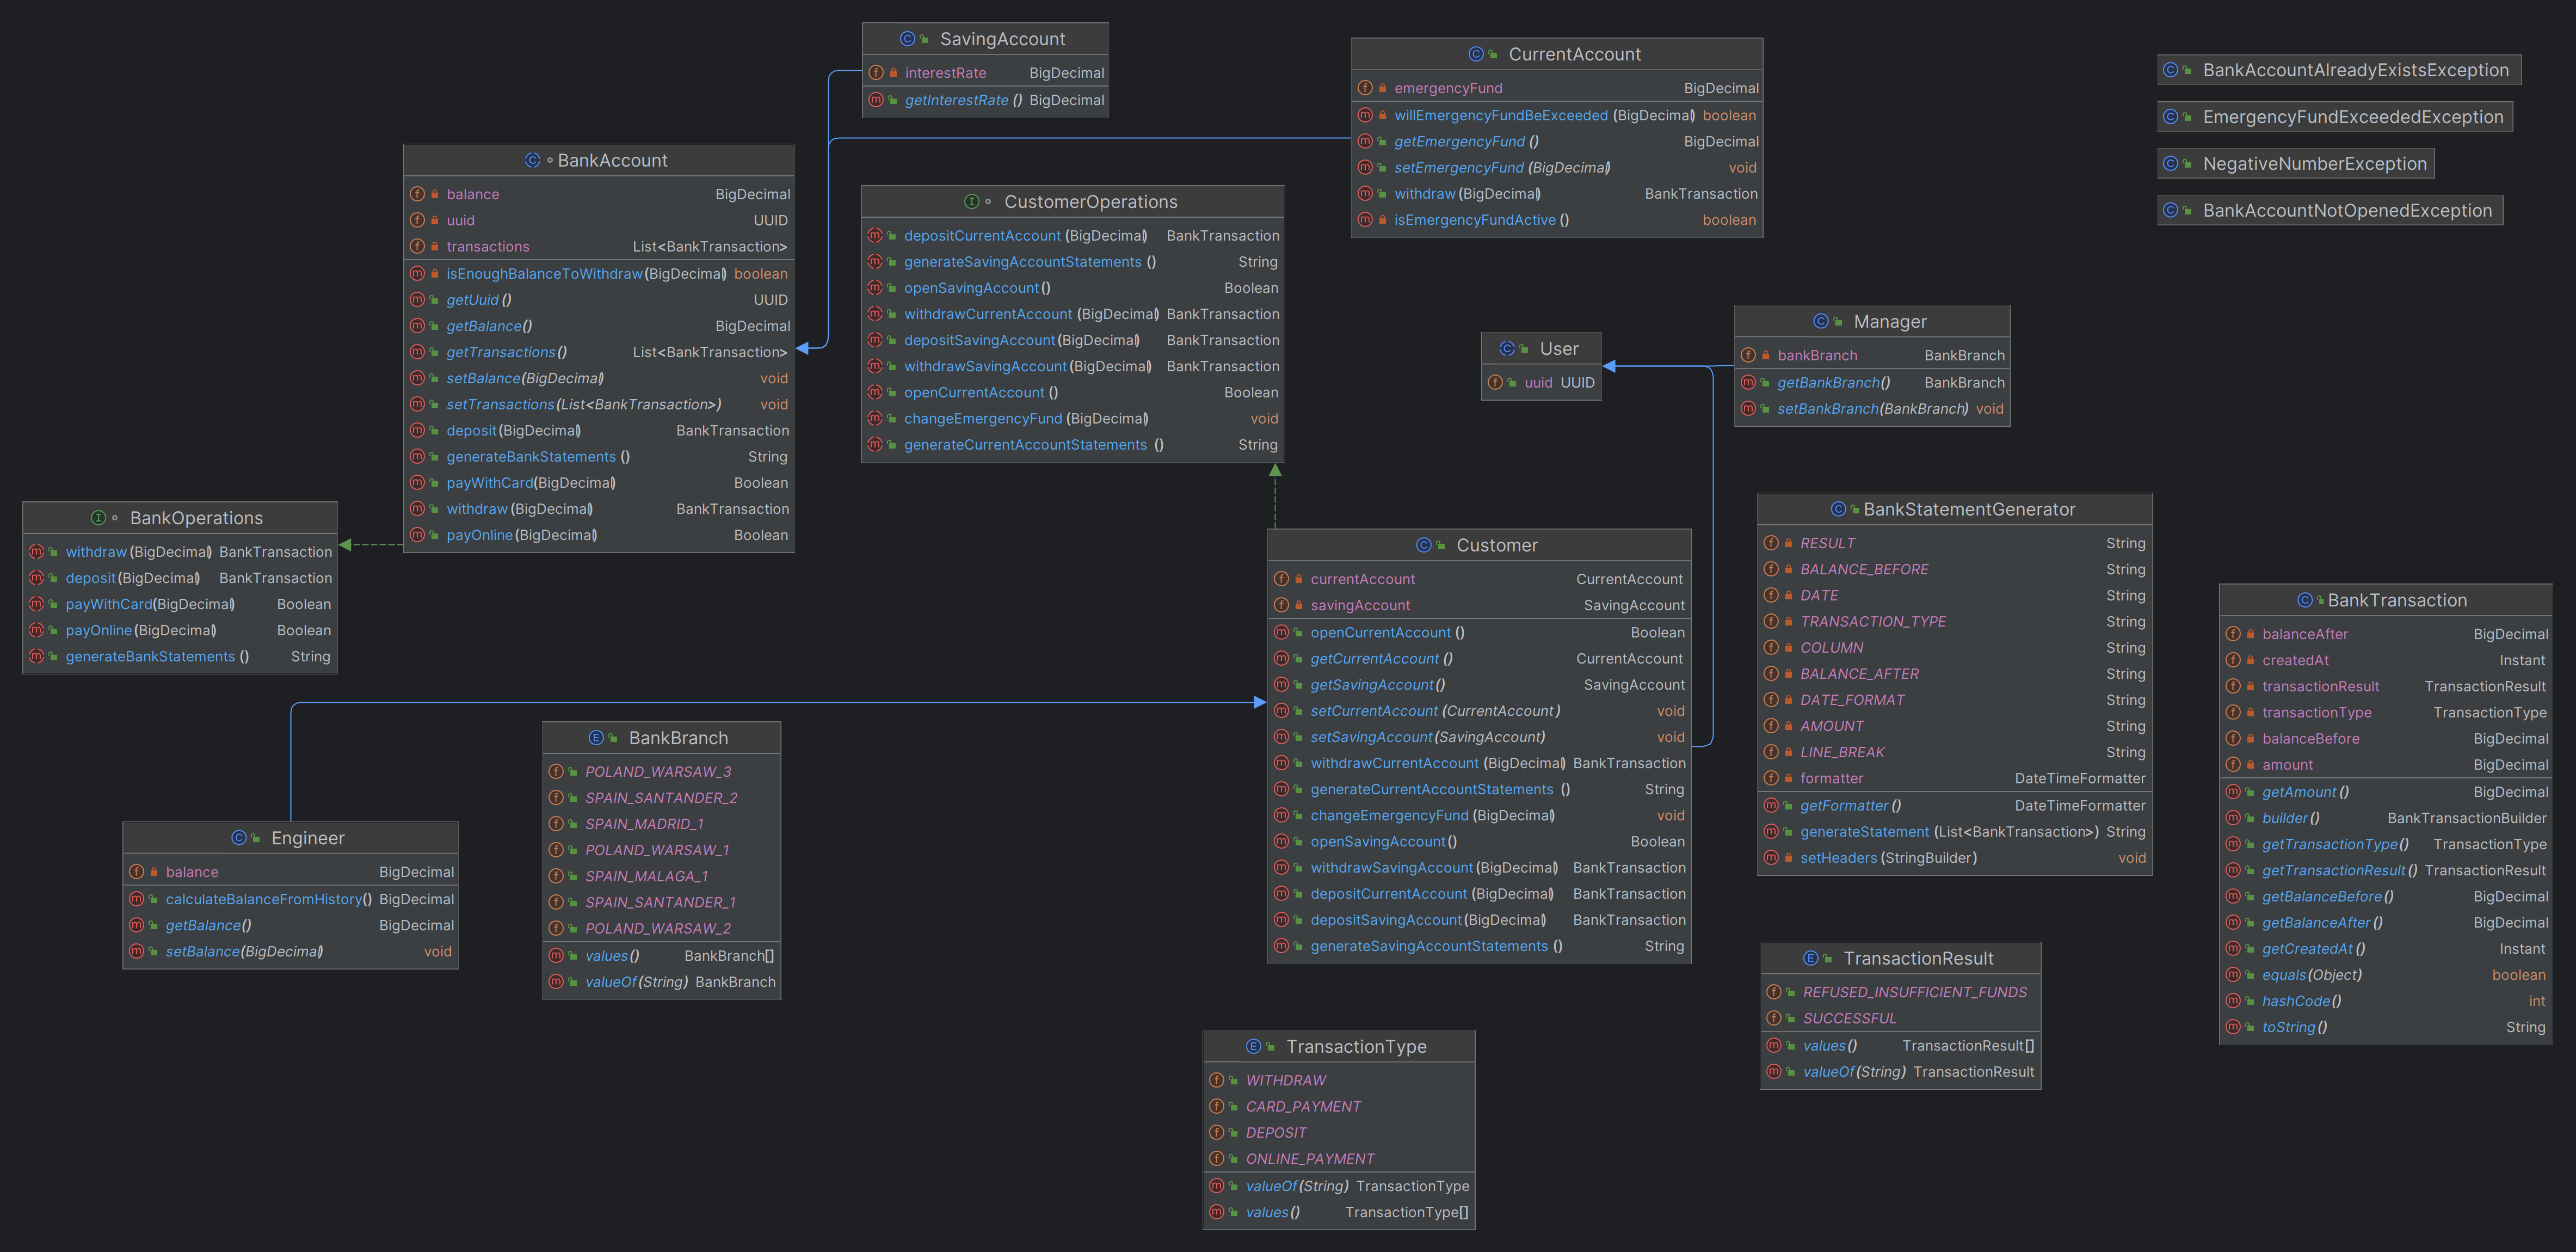 SavingAccount
interestRate BigDecimal
getInterestRate() BigDecimal
CurrentAccount
emergencyFund BigDecimal
willEmergencyFundBeExceeded(BigDecimal) boolean
getEmergencyFund() BigDecimal
setEmergencyFund(BigDecimal) void
withdraw(BigDecimal) BankTransaction
isEmergencyFundActive() boolean
BankAccountAlreadyExistsException
EmergencyFundExceededException
NegativeNumberException
BankAccountNotOpenedException
BankAccount
balance BigDecimal
uuid UUID
transactions List<BankTransaction>
isEnoughBalanceToWithdraw(BigDecimal) boolean
getUuid() UUID
getBalance() BigDecimal
getTransactions() List<BankTransaction>
setBalance(BigDecimal) void
setTransactions(List<BankTransaction>) void
deposit(BigDecimal) BankTransaction
generateBankStatements() String
payWithCard(BigDecimal) Boolean
withdraw(BigDecimal) BankTransaction
payOnline(BigDecimal) Boolean
CustomerOperations
depositCurrentAccount(BigDecimal) BankTransaction
generateSavingAccountStatements() String
openSavingAccount() Boolean
withdrawCurrentAccount(BigDecimal) BankTransaction
depositSavingAccount(BigDecimal) BankTransaction
withdrawSavingAccount(BigDecimal) BankTransaction
openCurrentAccount() Boolean
changeEmergencyFund(BigDecimal) void
generateCurrentAccountStatements() String
User
uuid UUID
Manager
bankBranch BankBranch
getBankBranch() BankBranch
setBankBranch(BankBranch) void
BankOperations
withdraw(BigDecimal) BankTransaction
deposit(BigDecimal) BankTransaction
payWithCard(BigDecimal) Boolean
payOnline(BigDecimal) Boolean
generateBankStatements() String
Customer
currentAccount CurrentAccount
savingAccount SavingAccount
openCurrentAccount() Boolean
getCurrentAccount() CurrentAccount
getSavingAccount() SavingAccount
setCurrentAccount(CurrentAccount) void
setSavingAccount(SavingAccount) void
withdrawCurrentAccount(BigDecimal) BankTransaction
generateCurrentAccountStatements() String
changeEmergencyFund(BigDecimal) void
openSavingAccount() Boolean
withdrawSavingAccount(BigDecimal) BankTransaction
depositCurrentAccount(BigDecimal) BankTransaction
depositSavingAccount(BigDecimal) BankTransaction
generateSavingAccountStatements() String
BankStatementGenerator
RESULT String
BALANCE_BEFORE String
DATE String
TRANSACTION_TYPE String
COLUMN String
BALANCE_AFTER String
DATE_FORMAT String
AMOUNT String
LINE_BREAK String
formatter DateTimeFormatter
getFormatter() DateTimeFormatter
generateStatement(List<BankTransaction>) String
setHeaders(StringBuilder) void
BankTransaction
balanceAfter BigDecimal
createdAt Instant
transactionResult TransactionResult
transactionType TransactionType
balanceBefore BigDecimal
amount BigDecimal
getAmount() BigDecimal
builder() BankTransactionBuilder
getTransactionType() TransactionType
getTransactionResult() TransactionResult
getBalanceBefore() BigDecimal
getBalanceAfter() BigDecimal
getCreatedAt() Instant
equals(Object) boolean
hashCode() int
toString() String
Engineer
balance BigDecimal
calculateBalanceFromHistory() BigDecimal
getBalance() BigDecimal
setBalance(BigDecimal) void
BankBranch
POLAND_WARSAW_3
SPAIN_SANTANDER_2
SPAIN_MADRID_1
POLAND_WARSAW_1
SPAIN_MALAGA_1
SPAIN_SANTANDER_1
POLAND_WARSAW_2
values() BankBranch[]
valueOf(String) BankBranch
TransactionResult
REFUSED_INSUFFICIENT_FUNDS
SUCCESSFUL
values() TransactionResult[]
valueOf(String) TransactionResult
TransactionType
WITHDRAW
CARD_PAYMENT
DEPOSIT
ONLINE_PAYMENT
valueOf(String) TransactionType
values() TransactionType[]